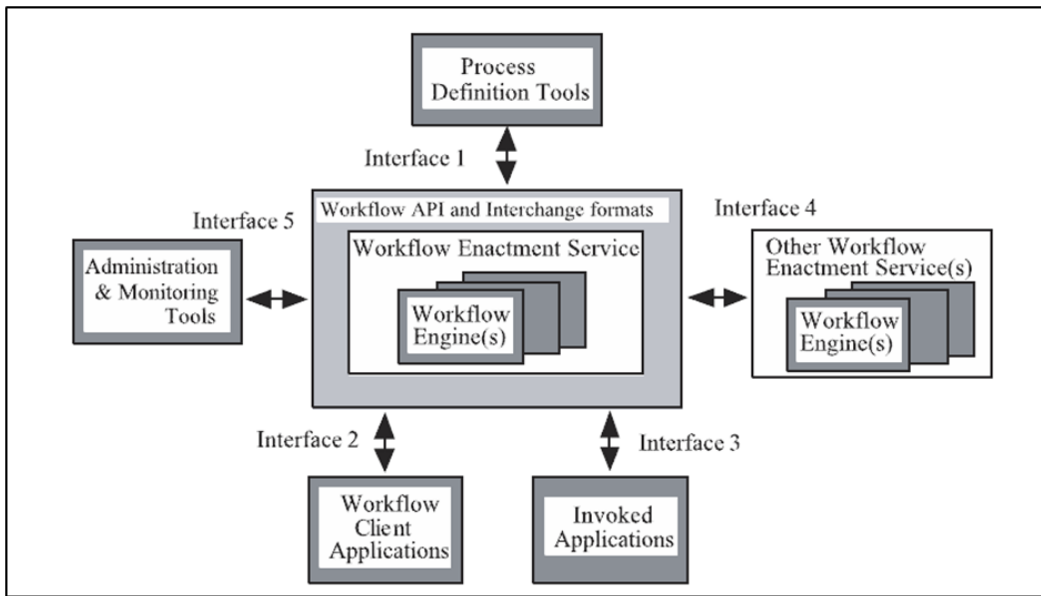 Process
Definition Tools
Interface 1
Interface 5
Workflow API and Interchange formats
Interface 4
Workflow Enactment Service
Other Workflow
Enactment Service(s)
Administration
& Monitoring
Tools
Workflow
Engine(s)
Workflow
Engine(s)
Interface 2
Interface 3
Workflow
Client
Applications
Invoked
Applications